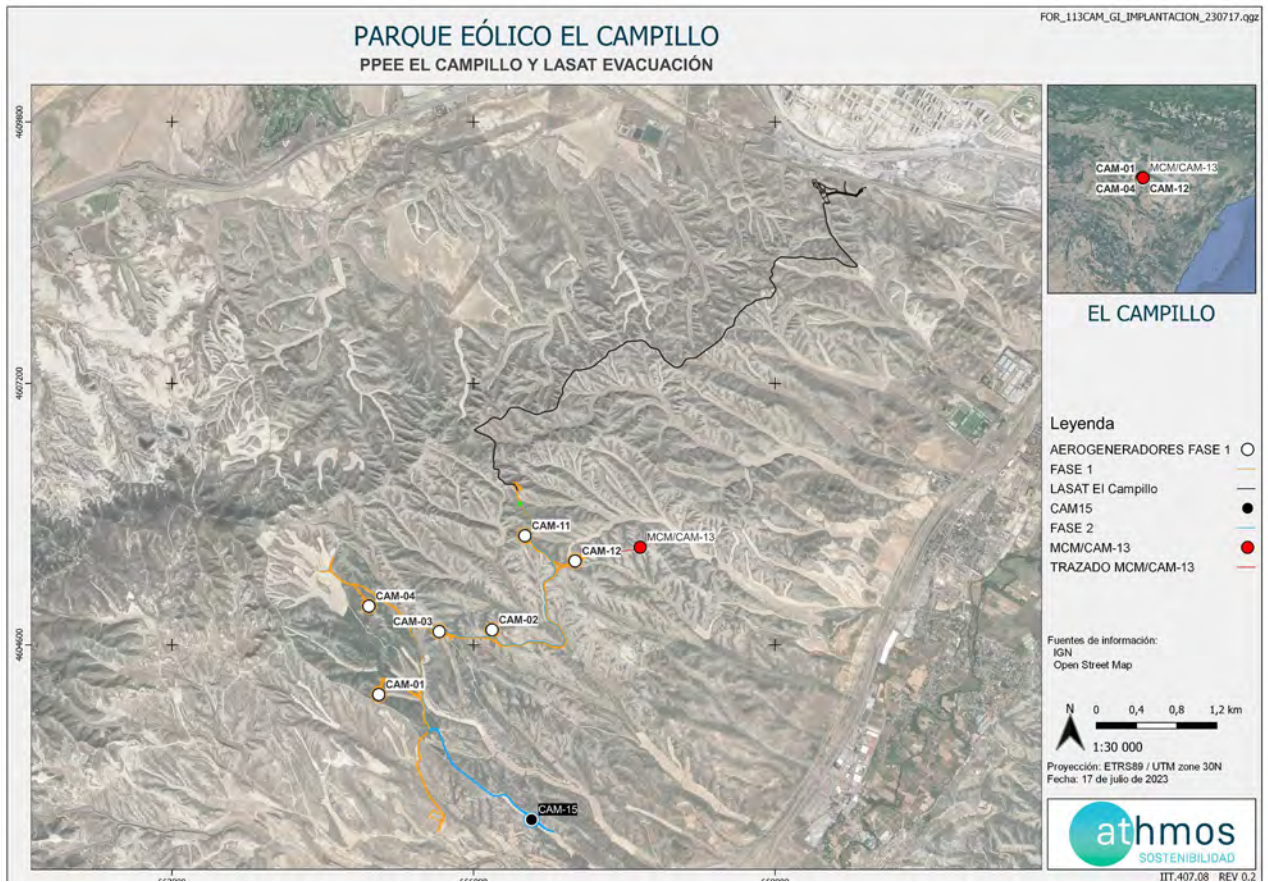 FOR_113CAM_GI_IMPLANTACION_230717.qgz
PARQUE EÓLICO EL CAMPILLO
PPEE EL CAMPILLO Y LASAT EVACUACIÓN
4609800
4607200
4604600
CAM-11
CAM-12
MCM/CAM-13
CAM-04
CAM-03
CAM-02
CAM-01
CAM-15
CAM-01 MCM/CAM-13
CAM-04 CAM-12
EL CAMPILLO
Leyenda
AEROGENERADORES FASE 1
FASE 1
LASAT El Campillo
CAM15
FASE 2
MCM/CAM-13
TRAZADO MCM/CAM-13
Fuentes de información:
IGN
Open Street Map
N 0 0,4 0,8 1,2 km
1:30 000
Proyección: ETRS89 / UTM zone 30N
Fecha: 17 de julio de 2023
athmos
SOSTENIBILIDAD
IIT.407.08 REV 0.2